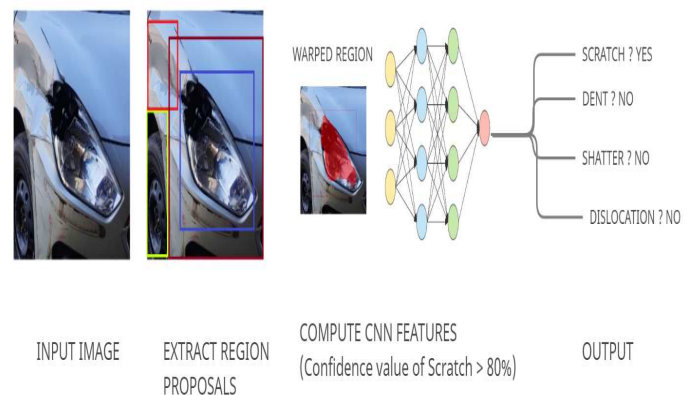 WARPED REGION
SCRATCH ? YES
DENT ? NO
SHATTER ? NO
DISLOCATION ? NO
INPUT IMAGE
EXTRACT REGION
PROPOSALS
COMPUTE CNN FEATURES
(Confidence value of Scratch > 80%)
OUTPUT